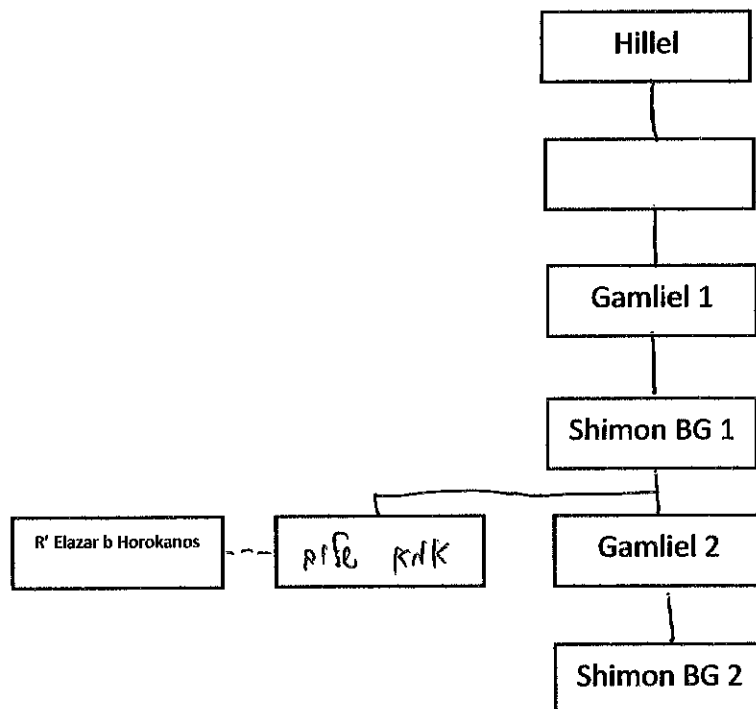 Hillel
Gamliel 1
Shimon BG 1
R' Elazar b Horokanos
אמא שלום
Gamliel 2
Shimon BG 2